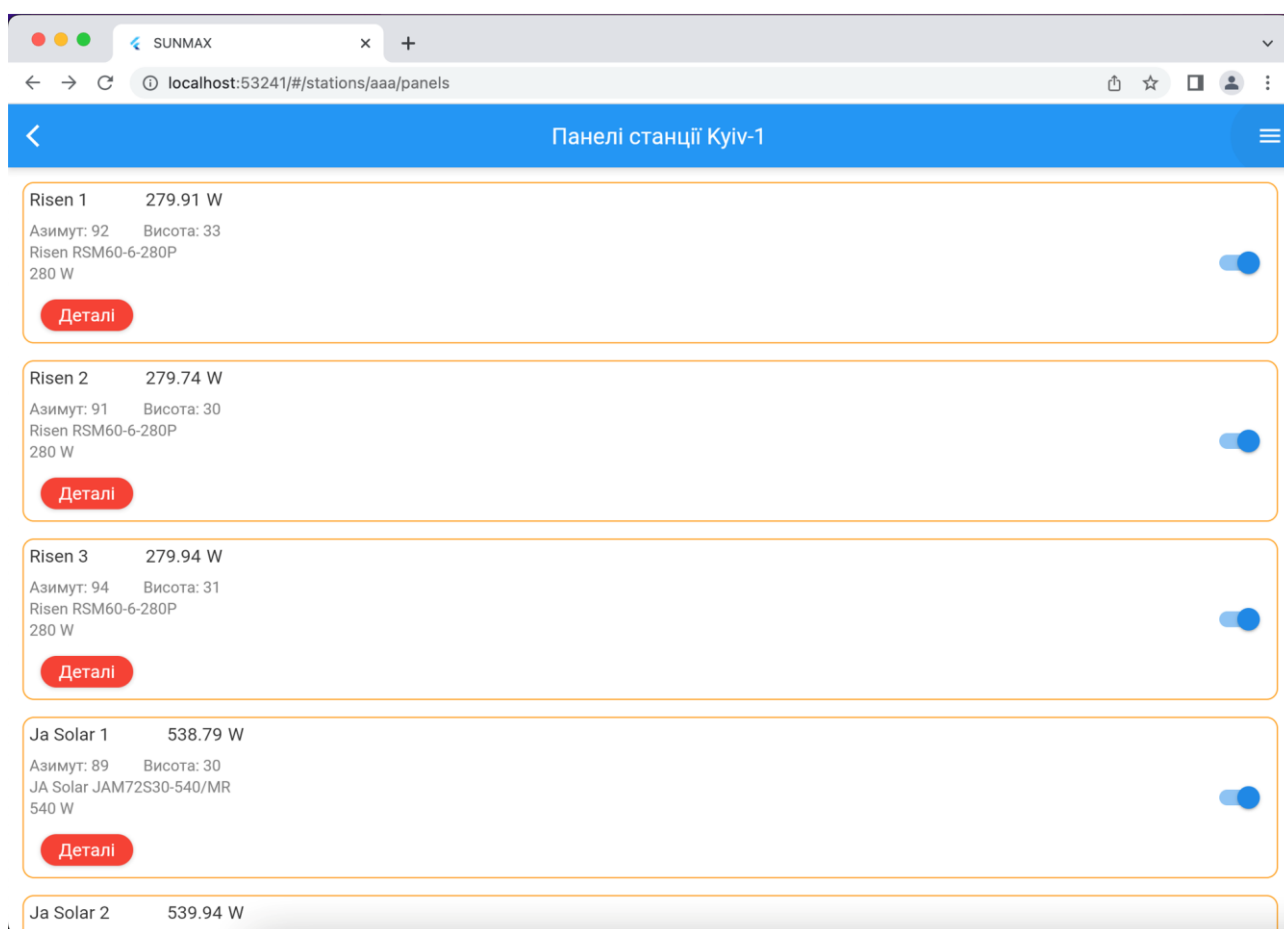 SUNMAX
localhost:53241/#/stations/aaa/panels
Панелі станції Kyiv-1
Risen 1 279.91 W
Азимут: 92 Висота: 33
Risen RSM60-6-280P
280 W
Деталі
Risen 2 279.74 W
Азимут: 91 Висота: 30
Risen RSM60-6-280P
280 W
Деталі
Risen 3 279.94 W
Азимут: 94 Висота: 31
Risen RSM60-6-280P
280 W
Деталі
Ja Solar 1 538.79 W
Азимут: 89 Висота: 30
JA Solar JAM72S30-540/MR
540 W
Деталі
Ja Solar 2 539.94 W